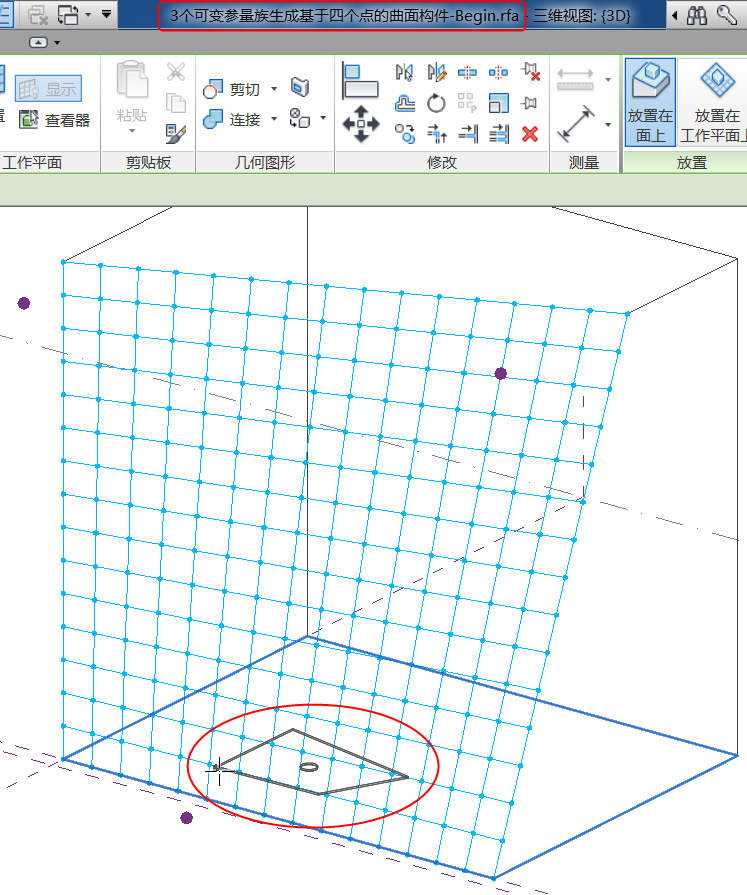 3个可变参量族生成基于四个点的曲面构件-Begin.rfa - 三维视图: {3D}
显示
查看器
工作平面
粘贴
剪贴板
剪切
连接
几何图形
修改
测量
放置在
面上
放置在
工作平面上
放置